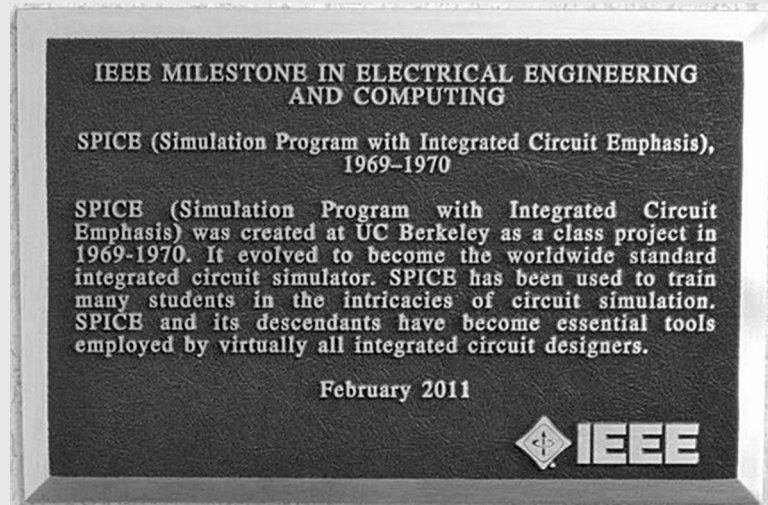 IEEE MILESTONE IN ELECTRICAL ENGINEERING
AND COMPUTING
SPICE (Simulation Program with Integrated Circuit Emphasis),
1969–1970
SPICE (Simulation Program with Integrated Circuit
Emphasis) was created at UC Berkeley as a class project in
1969-1970. It evolved to become the worldwide standard
integrated circuit simulator. SPICE has been used to train
many students in the intricacies of circuit simulation.
SPICE and its descendants have become essential tools
employed by virtually all integrated circuit designers.
February 2011
IEEE